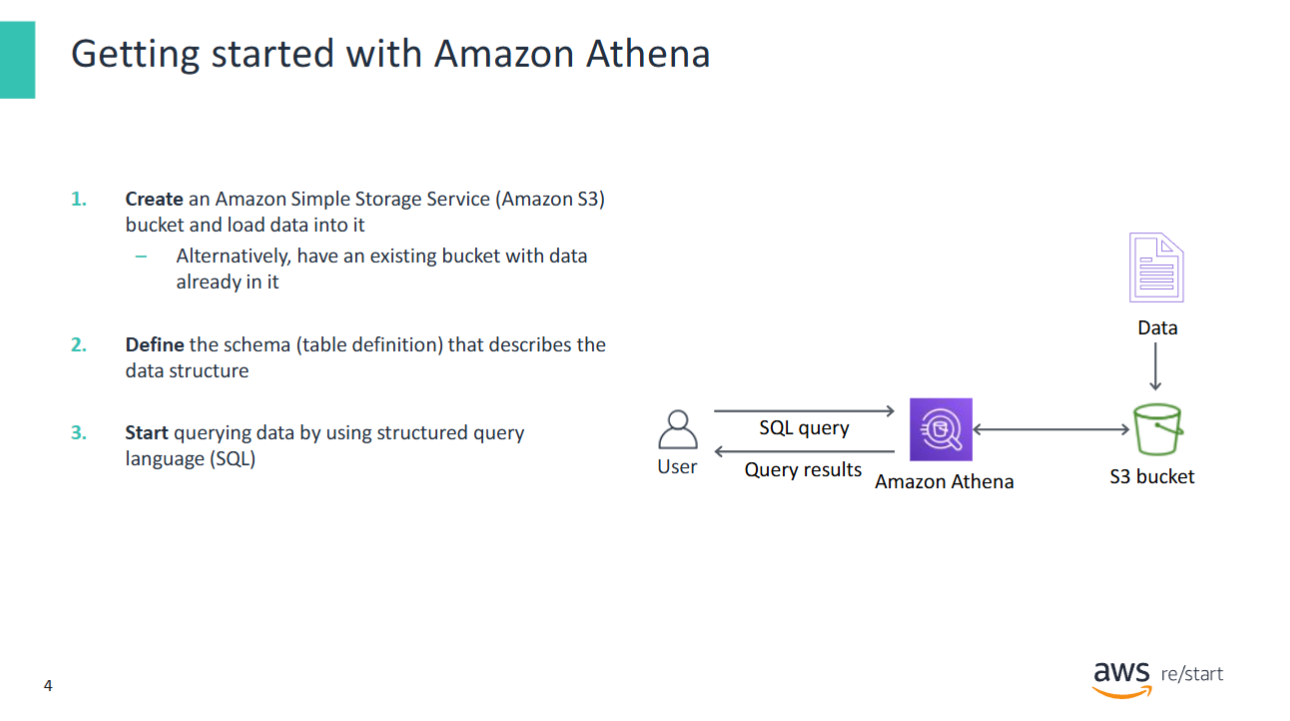 Getting started with Amazon Athena
1. Create an Amazon Simple Storage Service (Amazon S3)
bucket and load data into it
– Alternatively, have an existing bucket with data
already in it
2. Define the schema (table definition) that describes the
data structure
3. Start querying data by using structured query
language (SQL)
Data
SQL query
User
Query results
Amazon Athena
S3 bucket
4
aws re/start